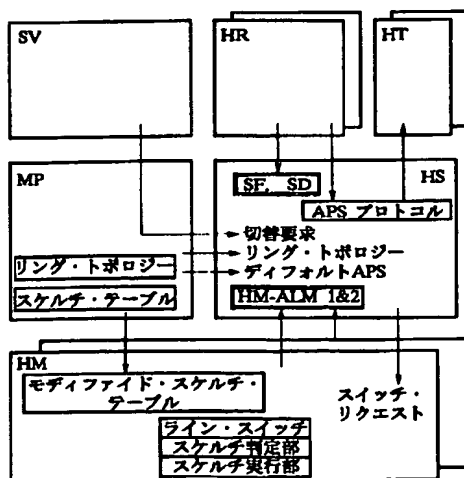 SV
HR
HT
MP
HS
SF, SD
APS プロトコル
切替要求
リング・トポロジー
リング・トポロジー
ディフォルトAPS
スケルチ・テーブル
HM-ALM 1&2
HM
モディファイド・スケルチ・
テーブル
スイッチ・
リクエスト
ライン・スイッチ
スケルチ判定部
スケルチ実行部